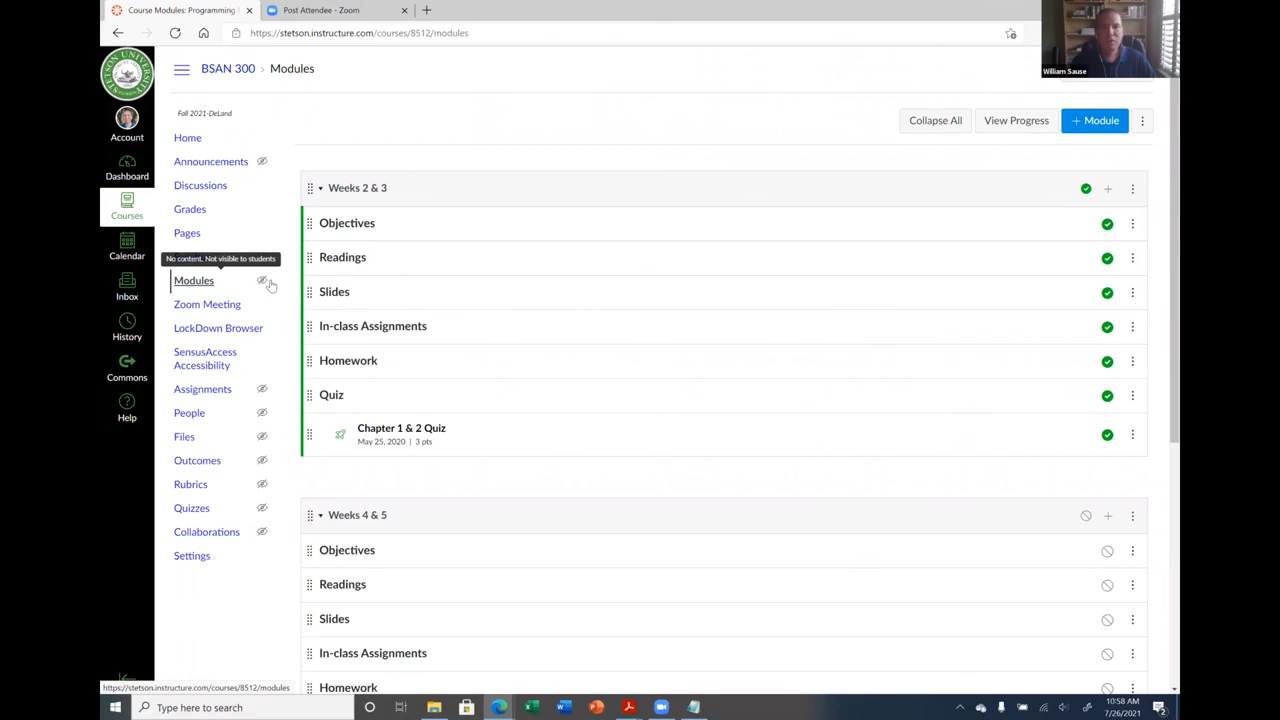 Course Modules: Programming
Post Attendee - Zoom
https://stetson.instructure.com/courses/8512/modules
William Sause
BSAN 300 › Modules
Fall 2021-DeLand
Collapse All
View Progress
+ Module
Account
Dashboard
Courses
Calendar
Inbox
History
Commons
Help
Home
Announcements
Discussions
Grades
Pages
No content. Not visible to students
Modules
Zoom Meeting
LockDown Browser
SensusAccess
Accessibility
Assignments
People
Files
Outcomes
Rubrics
Quizzes
Collaborations
Settings
Weeks 2 & 3
Objectives
Readings
Slides
In-class Assignments
Homework
Quiz
Chapter 1 & 2 Quiz
May 25, 2020 | 3 pts
Weeks 4 & 5
Objectives
Readings
Slides
In-class Assignments
Homework
https://stetson.instructure.com/courses/8512/modules
Type here to search
10:58 AM
7/26/2021
2